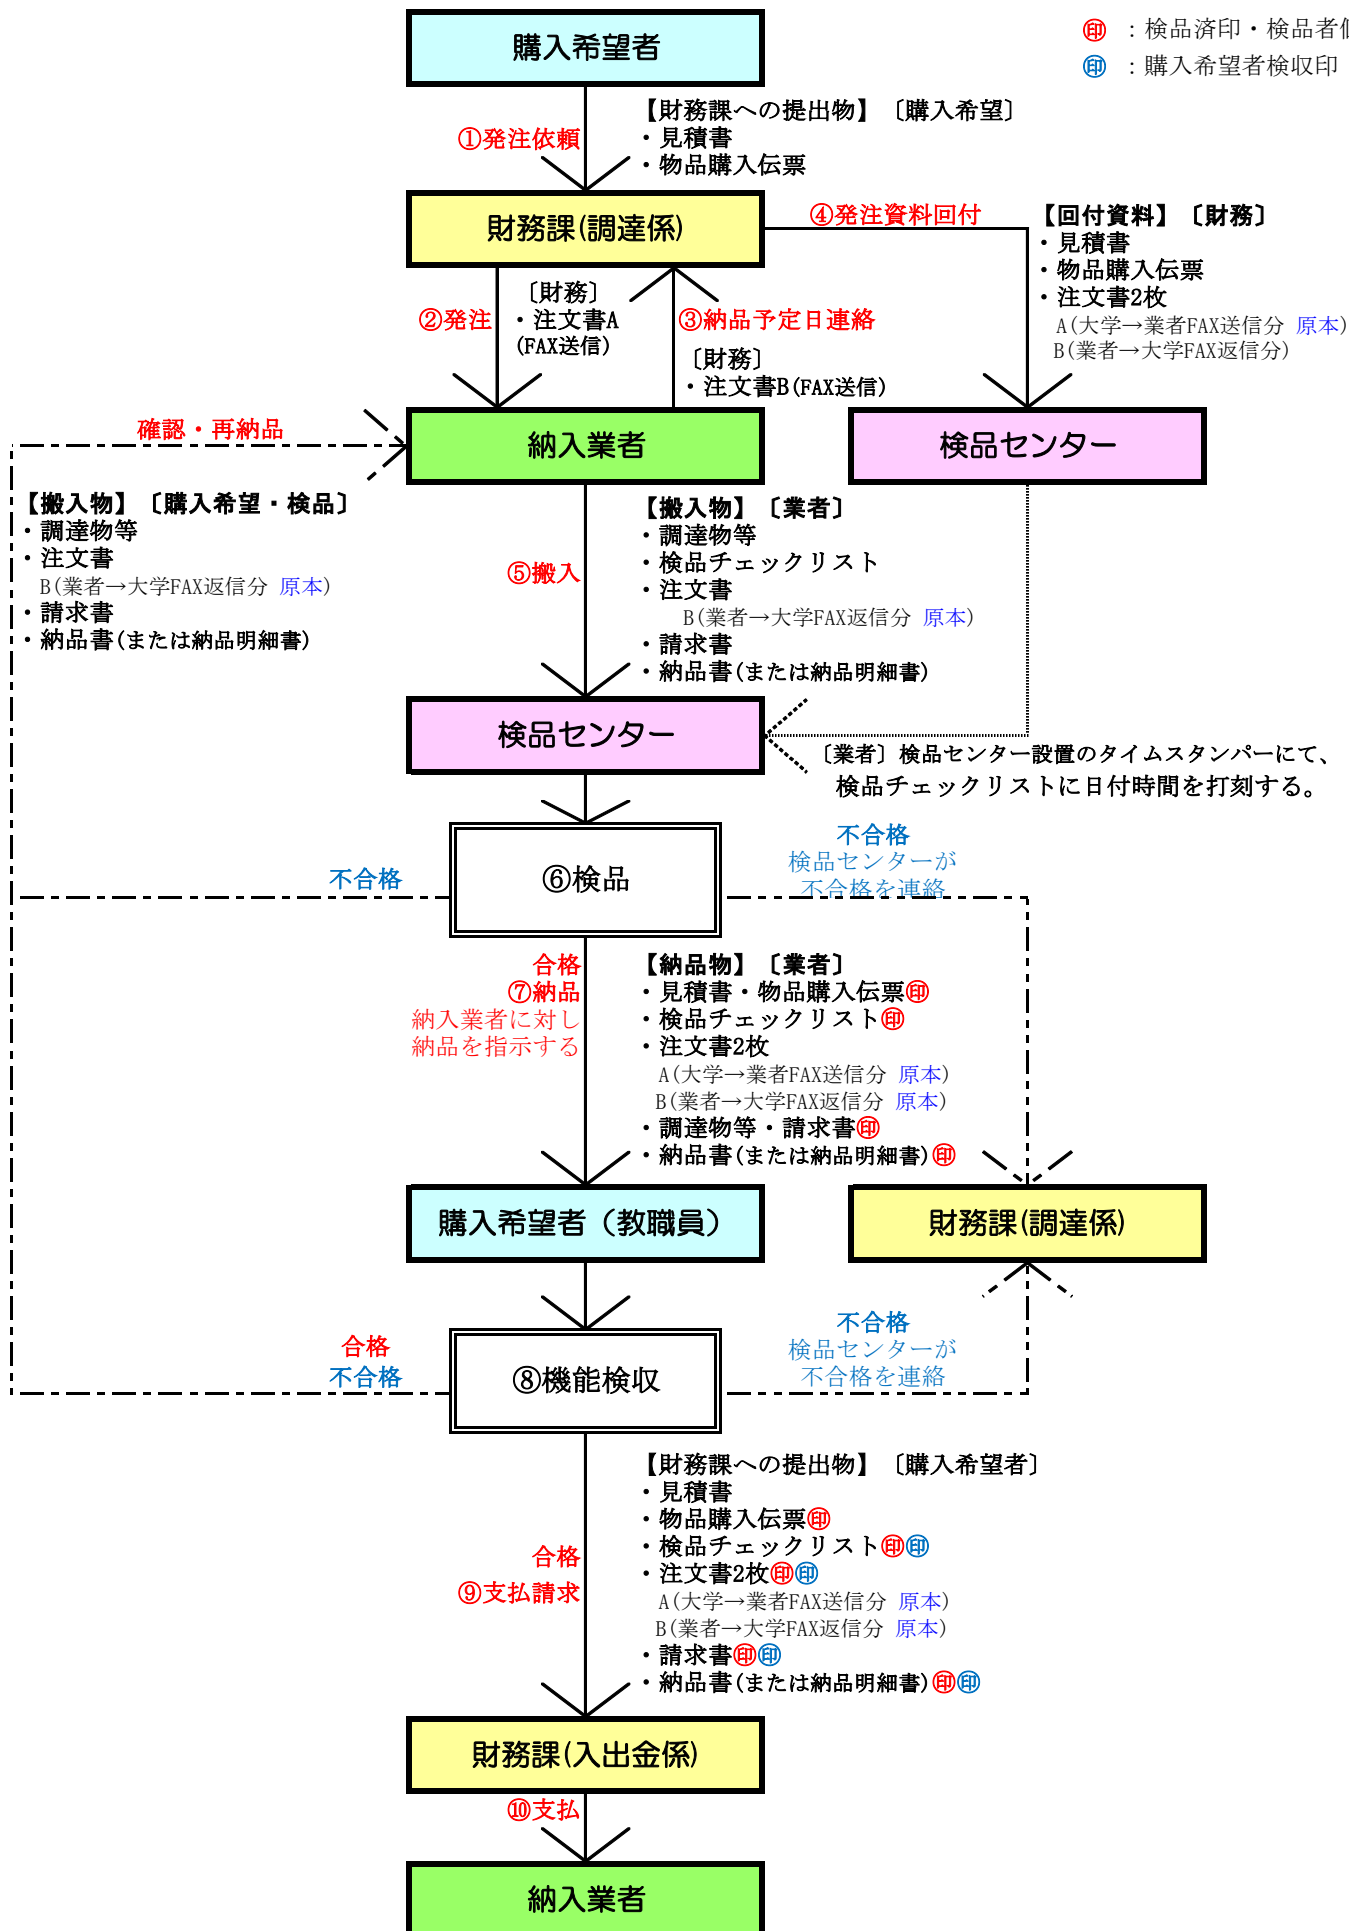 購入希望者
㊞ ：検品済印・検品者
㊞ ：購入希望者検収印
①発注依頼
【財務課への提出物】〔購入希望〕
・見積書
・物品購入伝票
財務課(調達係)
④発注資料回付
【回付資料】〔財務〕
・見積書
・物品購入伝票
・注文書2枚
A(大学→業者FAX送信分 原本)
B(業者→大学FAX返信分)
②発注
〔財務〕
・注文書A
(FAX送信)
③納品予定日連絡
〔財務〕
・注文書B(FAX送信)
確認・再納品
納入業者
検品センター
【搬入物】〔購入希望・検品〕
・調達物等
・注文書
B(業者→大学FAX返信分 原本)
・請求書
・納品書(または納品明細書)
⑤搬入
【搬入物】〔業者〕
・調達物等
・検品チェックリスト
・注文書
B(業者→大学FAX返信分 原本)
・請求書
・納品書(または納品明細書)
検品センター
〔業者〕検品センター設置のタイムスタンパーにて、
検品チェックリストに日付時間を打刻する。
不合格
⑥検品
不合格
検品センターが
不合格を連絡
合格
⑦納品
納入業者に対し
納品を指示する
【納品物】〔業者〕
・見積書・物品購入伝票㊞
・検品チェックリスト㊞
・注文書2枚
A(大学→業者FAX送信分 原本)
B(業者→大学FAX返信分 原本)
・調達物等・請求書㊞
・納品書(または納品明細書)㊞
購入希望者（教職員）
財務課(調達係)
合格
不合格
⑧機能検収
不合格
検品センターが
不合格を連絡
合格
⑨支払請求
【財務課への提出物】〔購入希望者〕
・見積書
・物品購入伝票㊞
・検品チェックリスト㊞㊞
・注文書2枚㊞㊞
A(大学→業者FAX送信分 原本)
B(業者→大学FAX返信分 原本)
・請求書㊞㊞
・納品書(または納品明細書)㊞㊞
財務課(入出金係)
⑩支払
納入業者